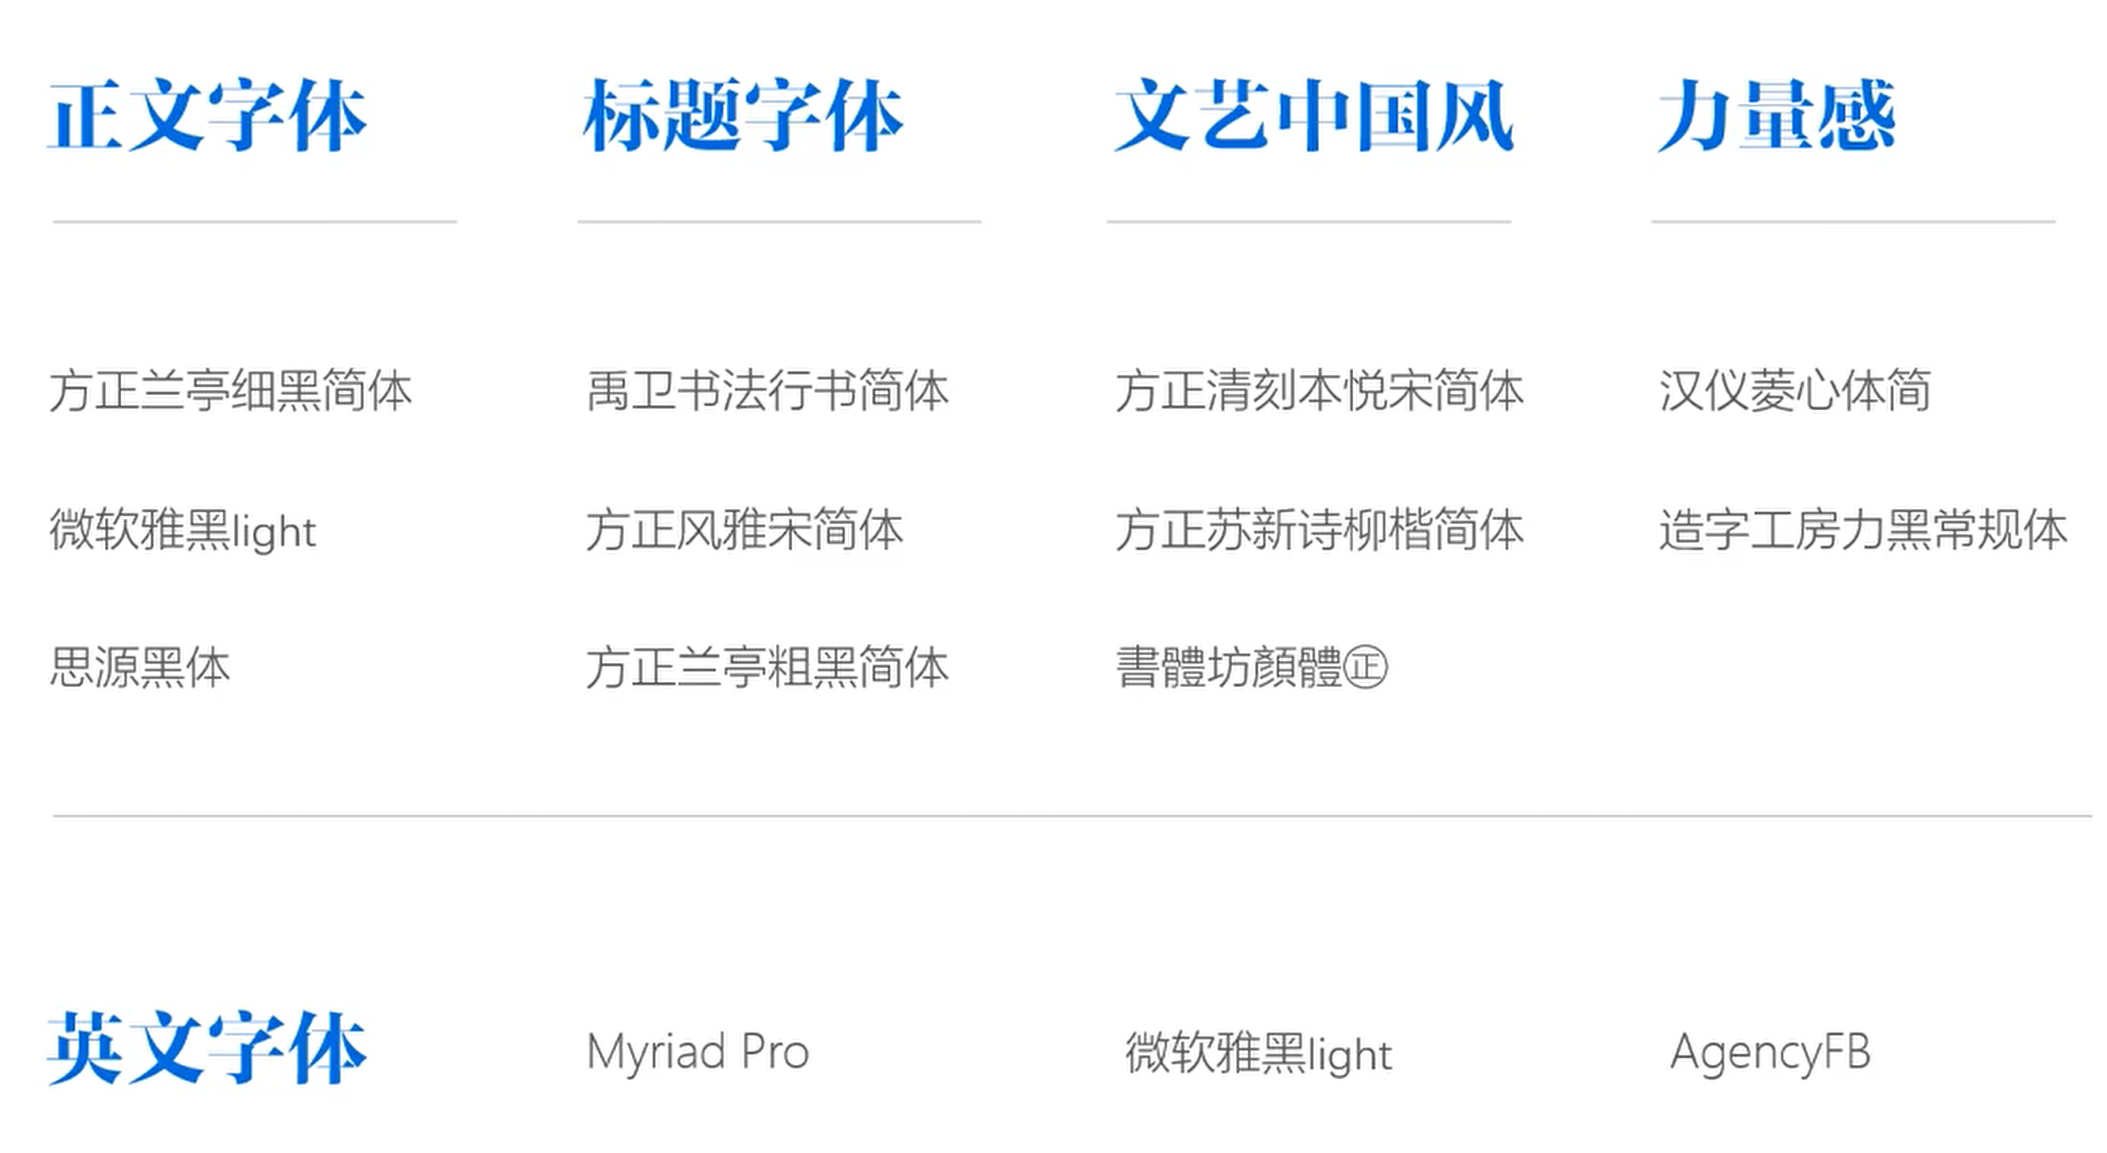 正文字体
标题字体
文艺中国风
力量感
方正兰亭细黑简体
禹卫书法行书简体
方正清刻本悦宋简体
汉仪菱心体简
微软雅黑light
方正风雅宋简体
方正苏新诗柳楷简体
造字工房力黑常规体
思源黑体
方正兰亭粗黑简体
書體坊顏體㊣
英文字体
Myriad Pro
微软雅黑light
AgencyFB